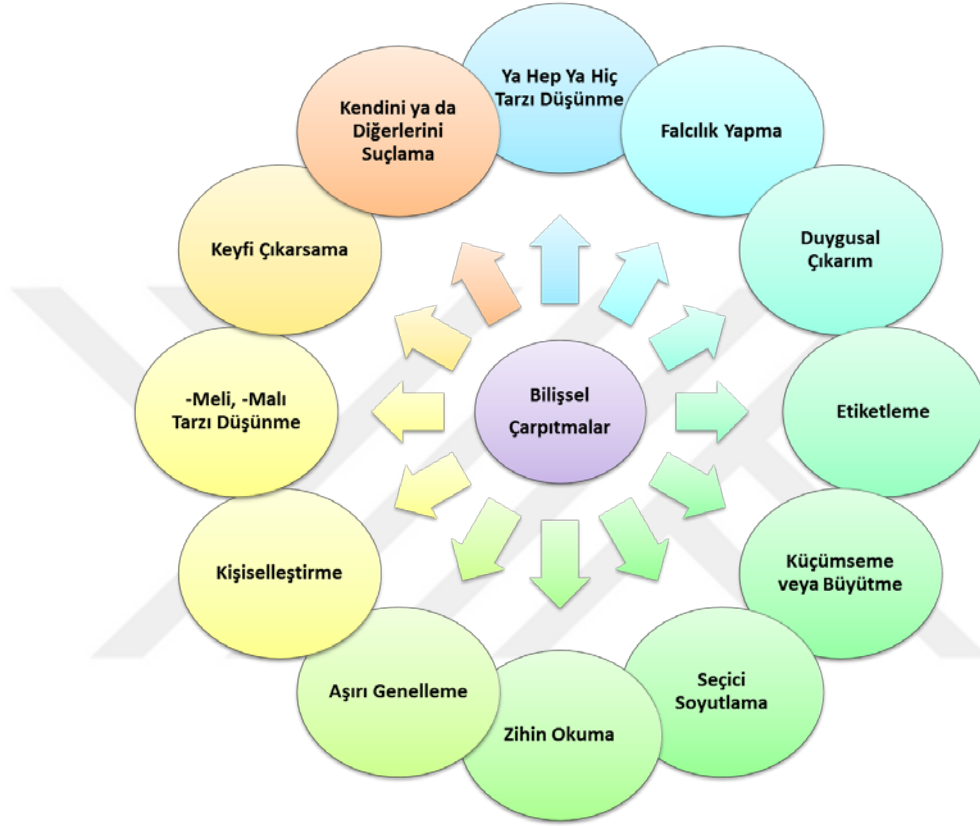 Ya Hep Ya Hiç
Tarzı Düşünme
Falcılık Yapma
Duygusal
Çıkarım
Etiketleme
Küçümseme
veya Büyütme
Seçici
Soyutlama
Zihin Okuma
Aşırı Genelleme
Kişiselleştirme
-Meli, -Malı
Tarzı Düşünme
Keyfi Çıkarsama
Kendini ya da
Diğerlerini
Suçlama
Bilişsel
Çarpıtmalar